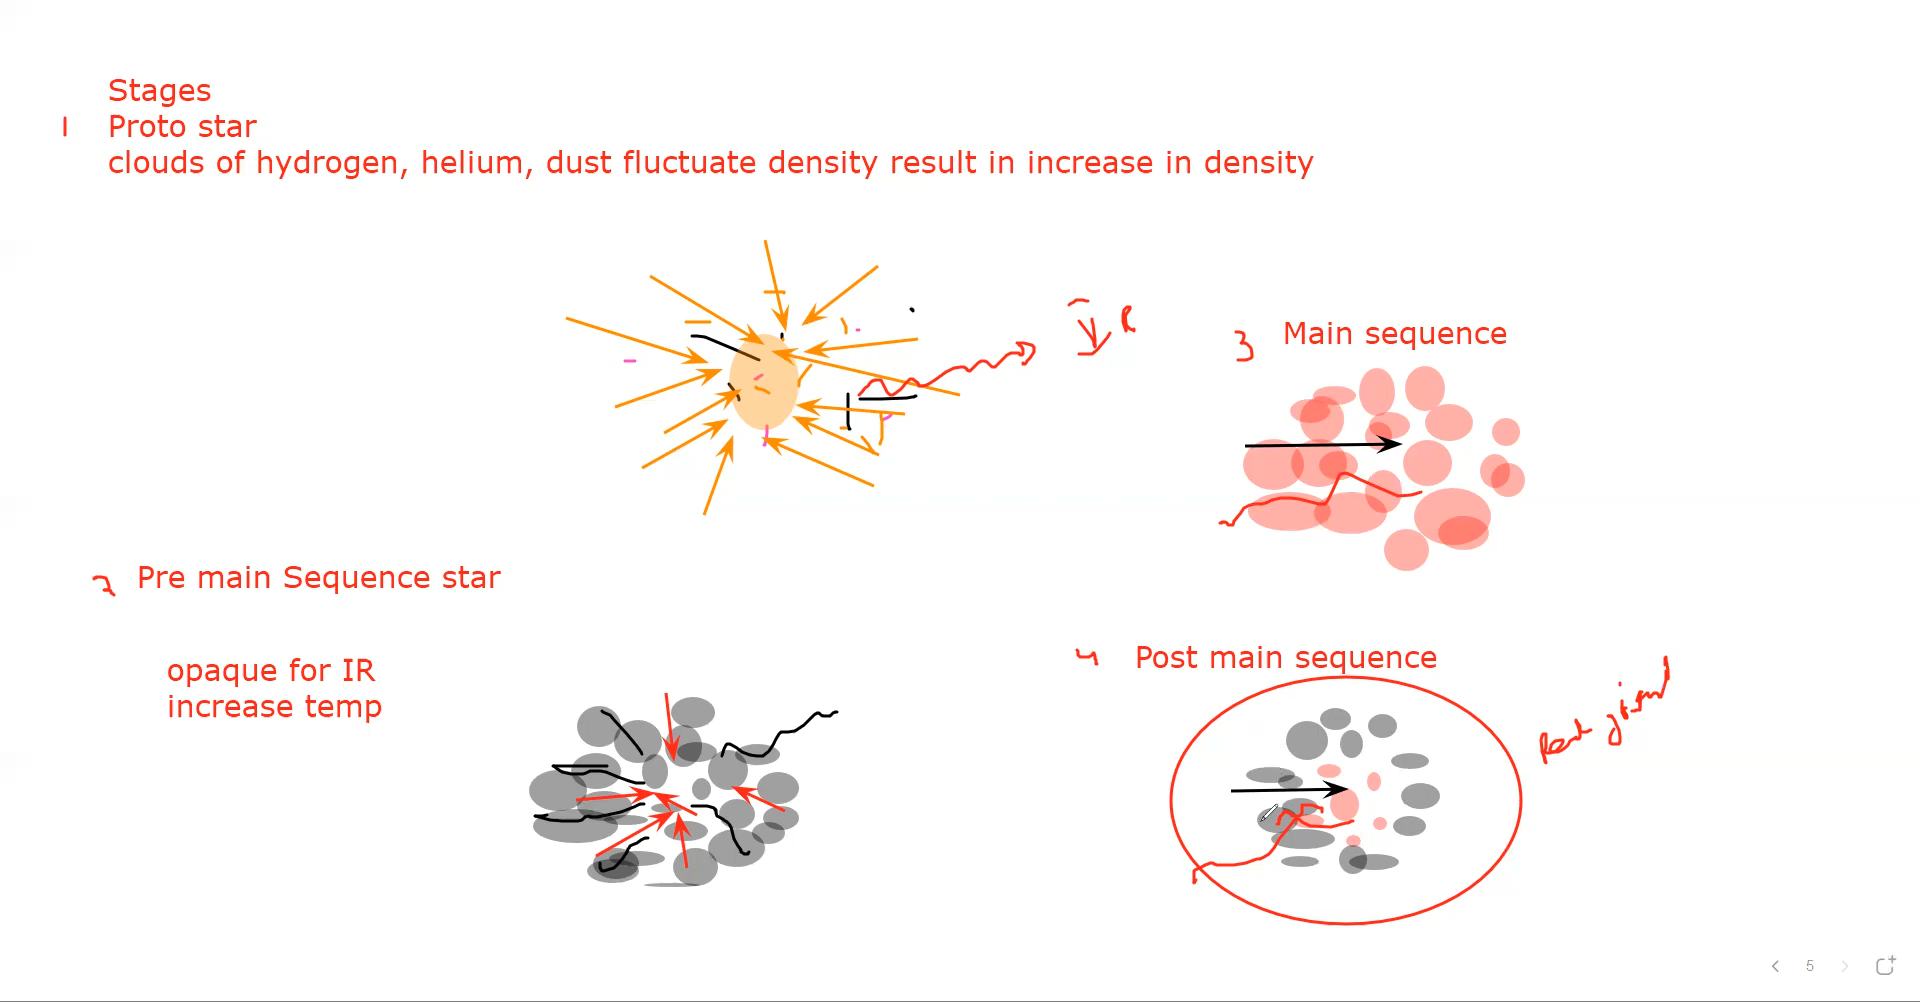 Stages
1 Proto star
clouds of hydrogen, helium, dust fluctuate density result in increase in density
R
3 Main sequence
2 Pre main Sequence star
opaque for IR
increase temp
4 Post main sequence
Red giant
5